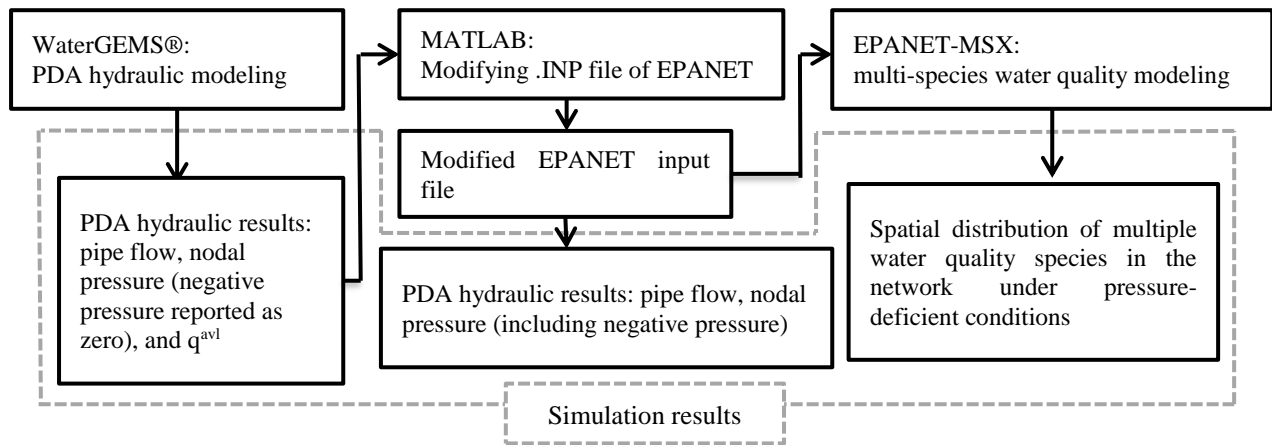 WaterGEMS®:
PDA hydraulic modeling
MATLAB:
Modifying .INP file of EPANET
EPANET-MSX:
multi-species water quality modeling
Modified EPANET input
file
PDA hydraulic results:
pipe flow, nodal
pressure (negative
pressure reported as
zero), and q^avl
PDA hydraulic results: pipe flow, nodal
pressure (including negative pressure)
Spatial distribution of multiple
water quality species in the
network under pressure-
deficient conditions
Simulation results